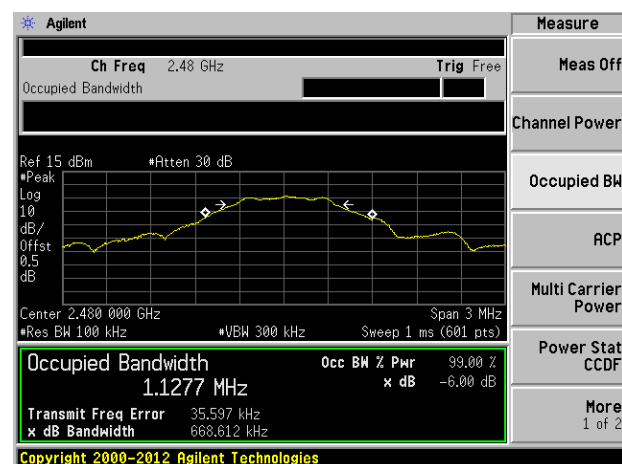 Agilent
Measure
Ch Freq 2.48 GHz Trig Free
Occupied Bandwidth
Meas Off
Channel Power
Occupied BW
ACP
Multi Carrier
Power
Power Stat
CCDF
More
1 of 2
Ref 15 dBm #Atten 30 dB
#Peak
Log
10
dB/
Offst
0.5
dB
Center 2.480 000 GHz Span 3 MHz
#Res BW 100 kHz #VBW 300 kHz Sweep 1 ms (601 pts)
Occupied Bandwidth Occ BW % Pwr 99.00 %
1.1277 MHz x dB -6.00 dB
Transmit Freq Error 35.597 kHz
x dB Bandwidth 668.612 kHz
Copyright 2000-2012 Agilent Technologies